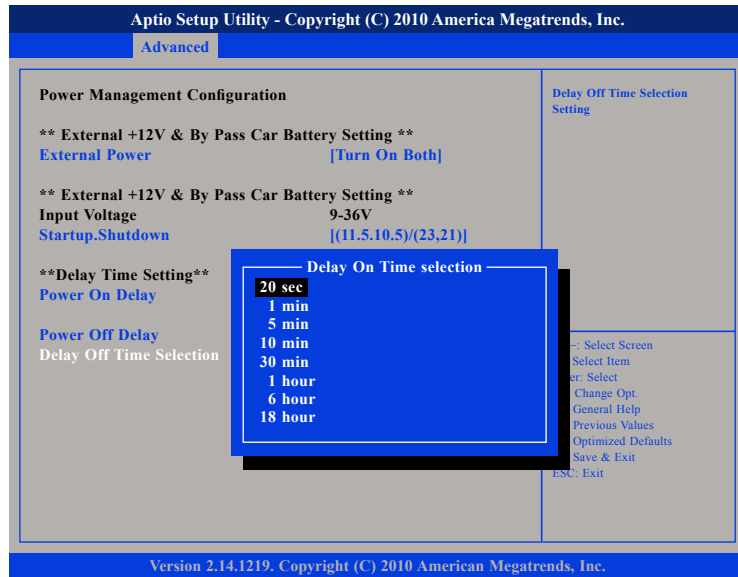 Aptio Setup Utility - Copyright (C) 2010 America Megatrends, Inc.
Advanced
Power Management Configuration
** External +12V & By Pass Car Battery Setting **
External Power [Turn On Both]
** External +12V & By Pass Car Battery Setting **
Input Voltage 9-36V
Startup.Shutdown [(11.5.10.5)/(23,21)]
**Delay Time Setting**
Power On Delay
Power Off Delay
Delay Off Time Selection
Delay On Time selection
20 sec
1 min
5 min
10 min
30 min
1 hour
6 hour
18 hour
Delay Off Time Selection
Setting
: Select Screen
Select Item
: Select
Change Opt.
General Help
Previous Values
Optimized Defaults
Save & Exit
ESC: Exit
Version 2.14.1219. Copyright (C) 2010 American Megatrends, Inc.